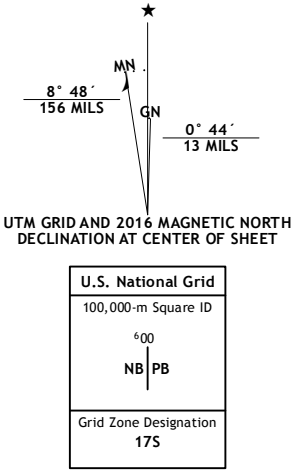 ★
MN
8° 48´
156 MILS
GN
0° 44´
13 MILS
UTM GRID AND 2016 MAGNETIC NORTH
DECLINATION AT CENTER OF SHEET
U.S. National Grid
100,000-m Square ID
⁶00
NB PB
Grid Zone Designation
17S